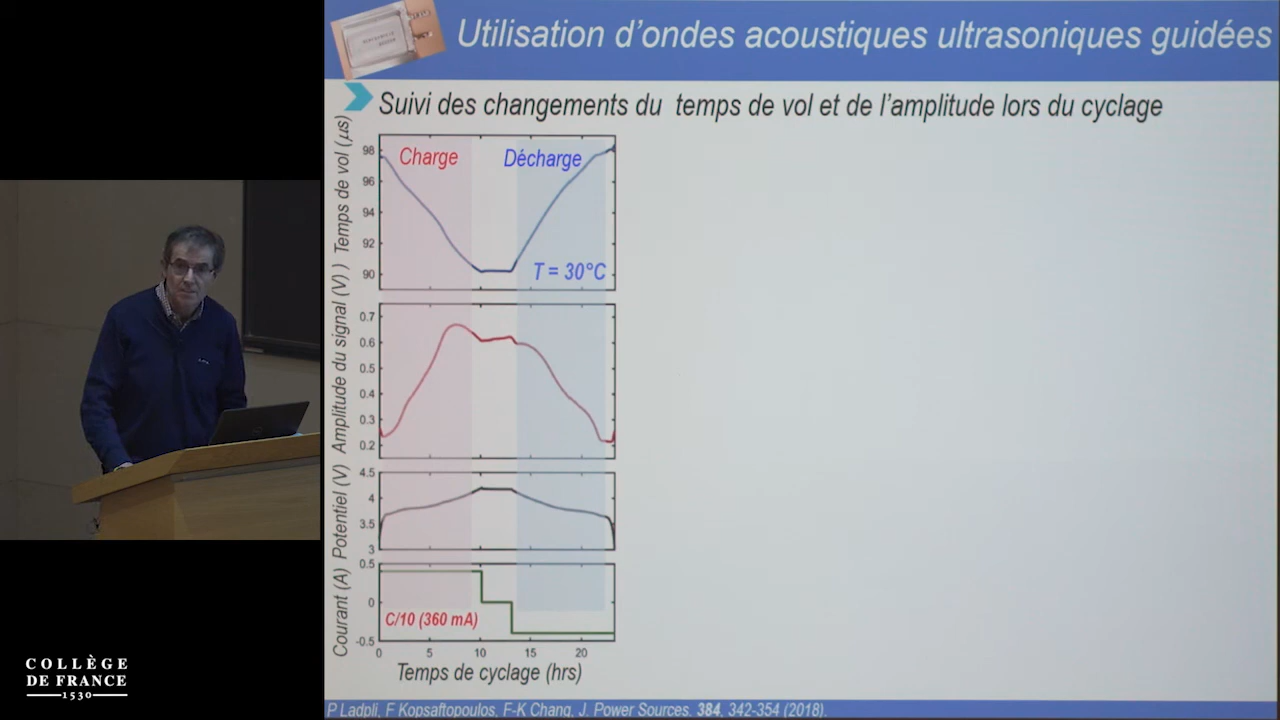 Utilisation d'ondes acoustiques ultrasoniques guidées
Suivi des changements du temps de vol et de l'amplitude lors du cyclage
Temps de vol (µs)
98
96
94
92
90
Charge
Décharge
T = 30°C
Amplitude du signal (V)
0.7
0.6
0.5
0.4
0.3
0.2
Potentiel (V)
4.5
4
3.5
3
Courant (A)
0.5
0
-0.5
C/10 (360 mA)
0 5 10 15 20
Temps de cyclage (hrs)
P Ladpli, F Kopsaftopoulos, F-K Chang, J. Power Sources. 384, 342-354 (2018).
COLLÈGE
DE FRANCE
1530